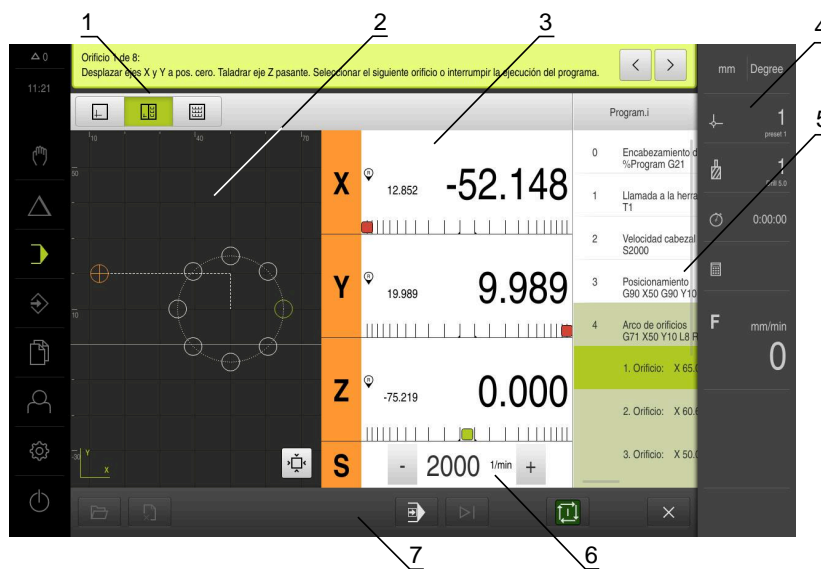 1
2
3
4
5
0
Orificio 1 de 8:
Desplazar ejes X y Y a pos. cero. Taladrar eje Z pasante. Seleccionar el siguiente orificio o interrumpir la ejecución del programa.
mm Degree
11:21
Program.i
10 40 70
50
10
-30
Y
X
X
R
12.852
-52.148
Y
R
19.989
9.989
Z
R
-75.219
0.000
S
- 2000 1/min +
0 Encabezamiento d
%Program G21
1 Llamada a la herra
T1
2 Velocidad cabezal
S2000
3 Posicionamiento
G90 X50 G90 Y10
4 Arco de orificios
G71 X50 Y10 L8 R
1. Orificio: X 65.0
2. Orificio: X 60.6
3. Orificio: X 50.0
1
preset 1
1
0:00:00
F
mm/min
0
7
6